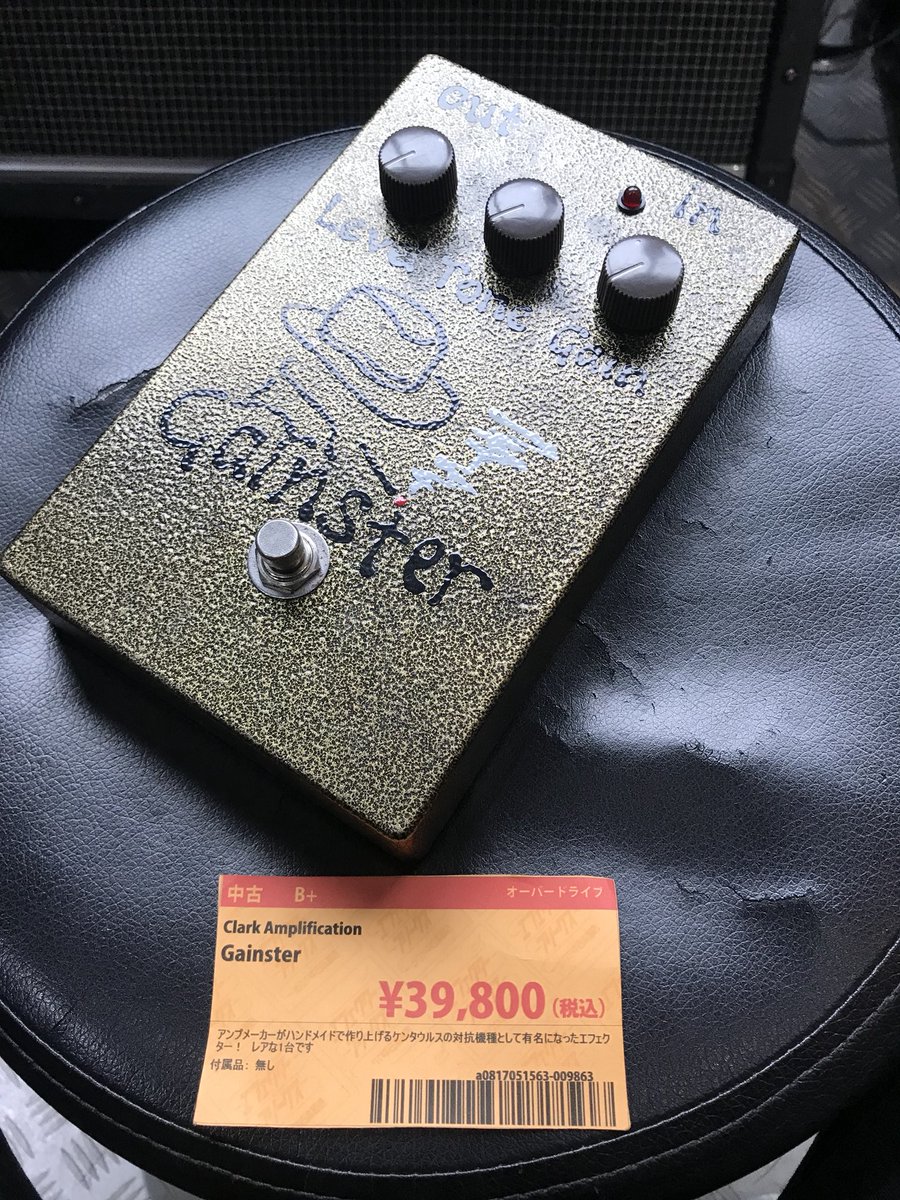 out
in
Level Tone Gain
Gainster
中古 B+ オーバードライブ
Clark Amplification
Gainster
¥39,800(税込)
アンプメーカーがハンドメイドで作り上げるケンタウルスの対抗機種として有名になったエフェク
ター! レアな1台です
付属品: 無し
a0817051563-009863